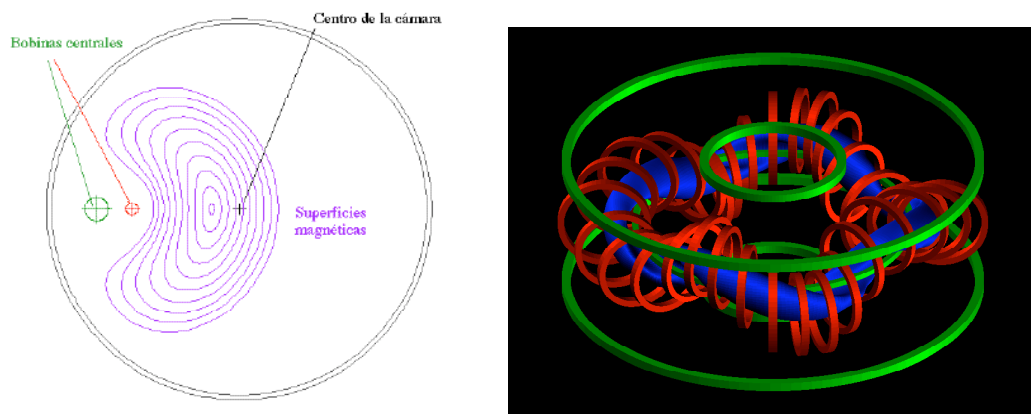 Centro de la cámara
Bobinas centrales
Superficies
magnéticas